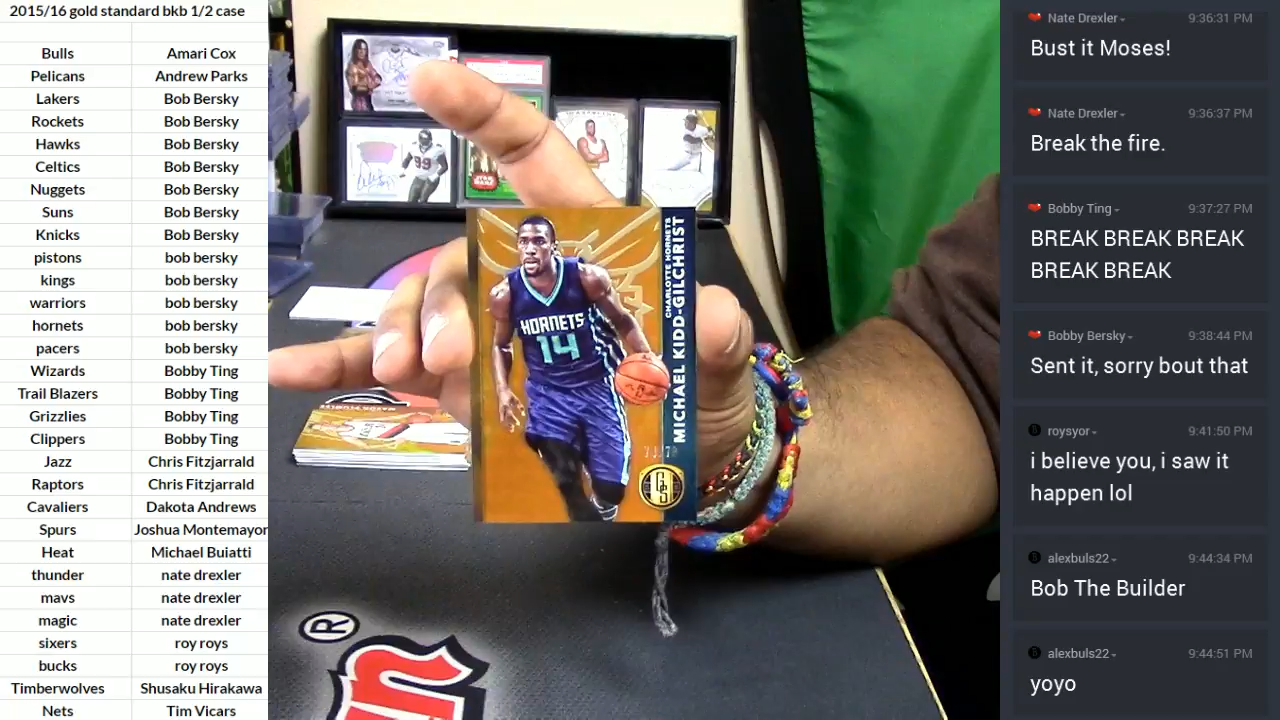 2015/16 gold standard bkb 1/2 case
Bulls Amari Cox
Pelicans Andrew Parks
Lakers Bob Bersky
Rockets Bob Bersky
Hawks Bob Bersky
Celtics Bob Bersky
Nuggets Bob Bersky
Suns Bob Bersky
Knicks Bob Bersky
pistons bob bersky
kings bob bersky
warriors bob bersky
hornets bob bersky
pacers bob bersky
Wizards Bobby Ting
Trail Blazers Bobby Ting
Grizzlies Bobby Ting
Clippers Bobby Ting
Jazz Chris Fitzjarrald
Raptors Chris Fitzjarrald
Cavaliers Dakota Andrews
Spurs Joshua Montemayor
Heat Michael Buiatti
thunder nate drexler
mavs nate drexler
magic nate drexler
sixers roy roys
bucks roy roys
Timberwolves Shusaku Hirakawa
Nets Tim Vicars
99
STAR
WARS
CHARLOTTE HORNETS
MICHAEL KIDD-GILCHRIST
HORNETS
14
GS
®
Nate Drexler 9:36:31 PM
Bust it Moses!
Nate Drexler 9:36:37 PM
Break the fire.
Bobby Ting 9:37:27 PM
BREAK BREAK BREAK
BREAK BREAK
Bobby Bersky 9:38:44 PM
Sent it, sorry bout that
roysyor 9:41:50 PM
i believe you, i saw it
happen lol
alexbuls22 9:44:34 PM
Bob The Builder
alexbuls22 9:44:51 PM
yoyo